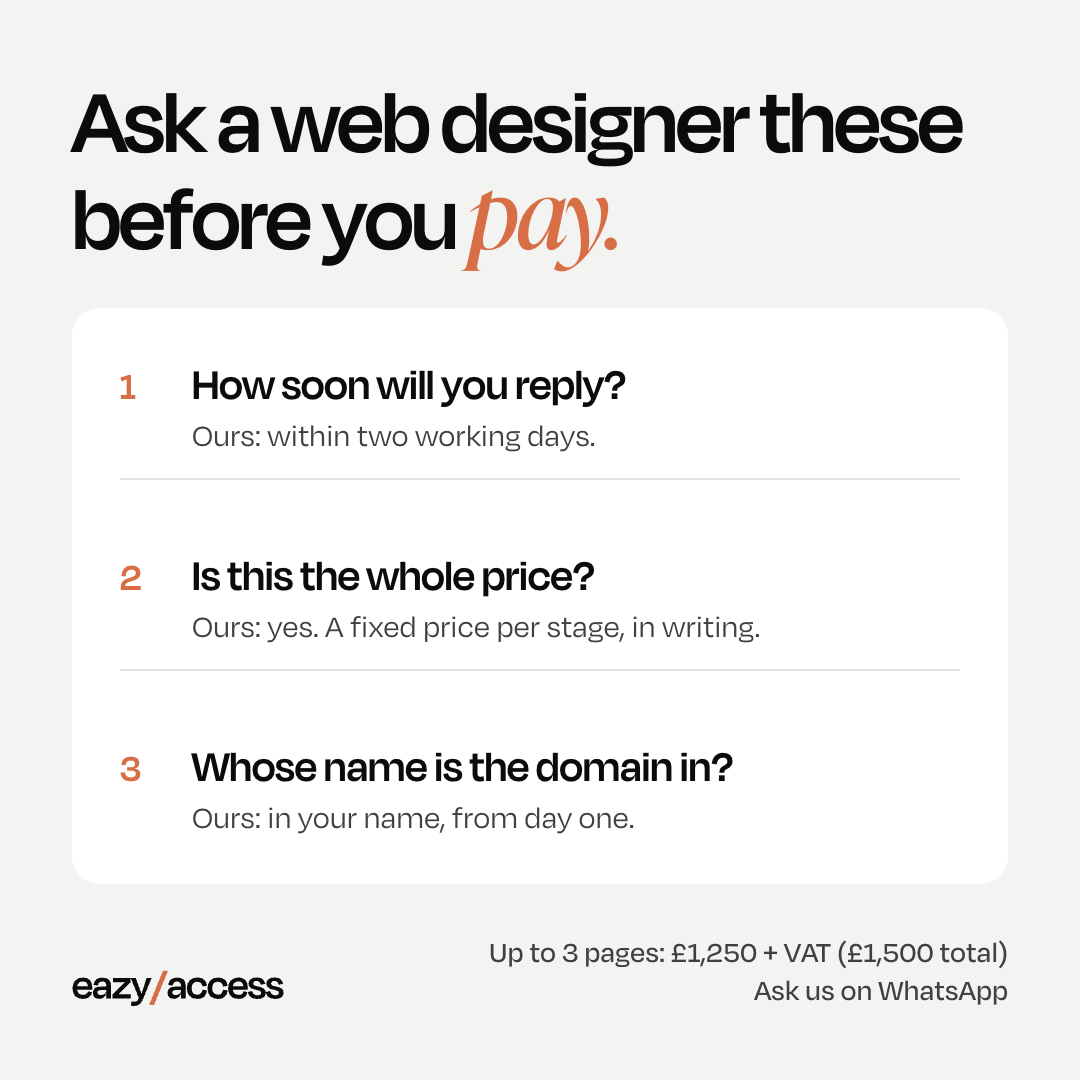 Ask a web designer these
before you pay.
1 How soon will you reply?
Ours: within two working days.
2 Is this the whole price?
Ours: yes. A fixed price per stage, in writing.
3 Whose name is the domain in?
Ours: in your name, from day one.
Up to 3 pages: £1,250 + VAT (£1,500 total)
eazy/access
Ask us on WhatsApp